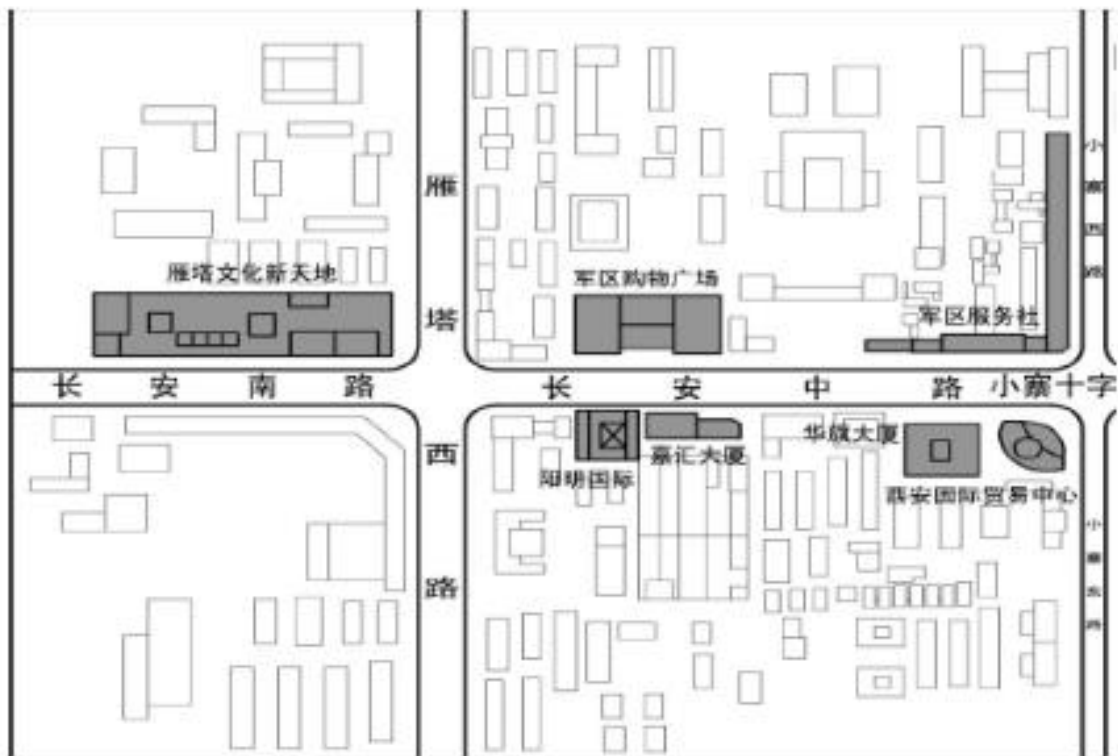 雁塔西路
小寨西路
雁塔文化新天地
军区购物广场
军区服务社
长安南路
长安中路
小寨十字
华旗大厦
阳明国际
嘉汇大厦
西安国际贸易中心
小寨东路